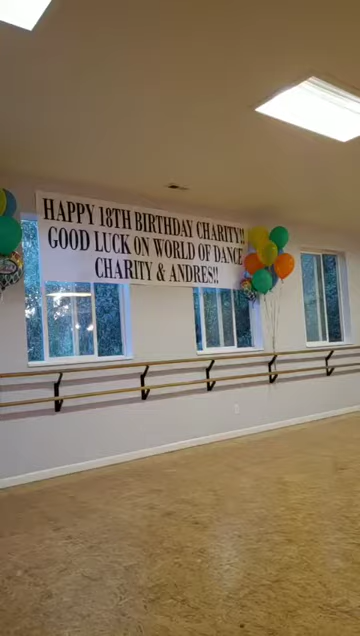 HAPPY 18TH BIRTHDAY CHARITY!!
GOOD LUCK ON WORLD OF DANCE
CHARITY & ANDRES!!